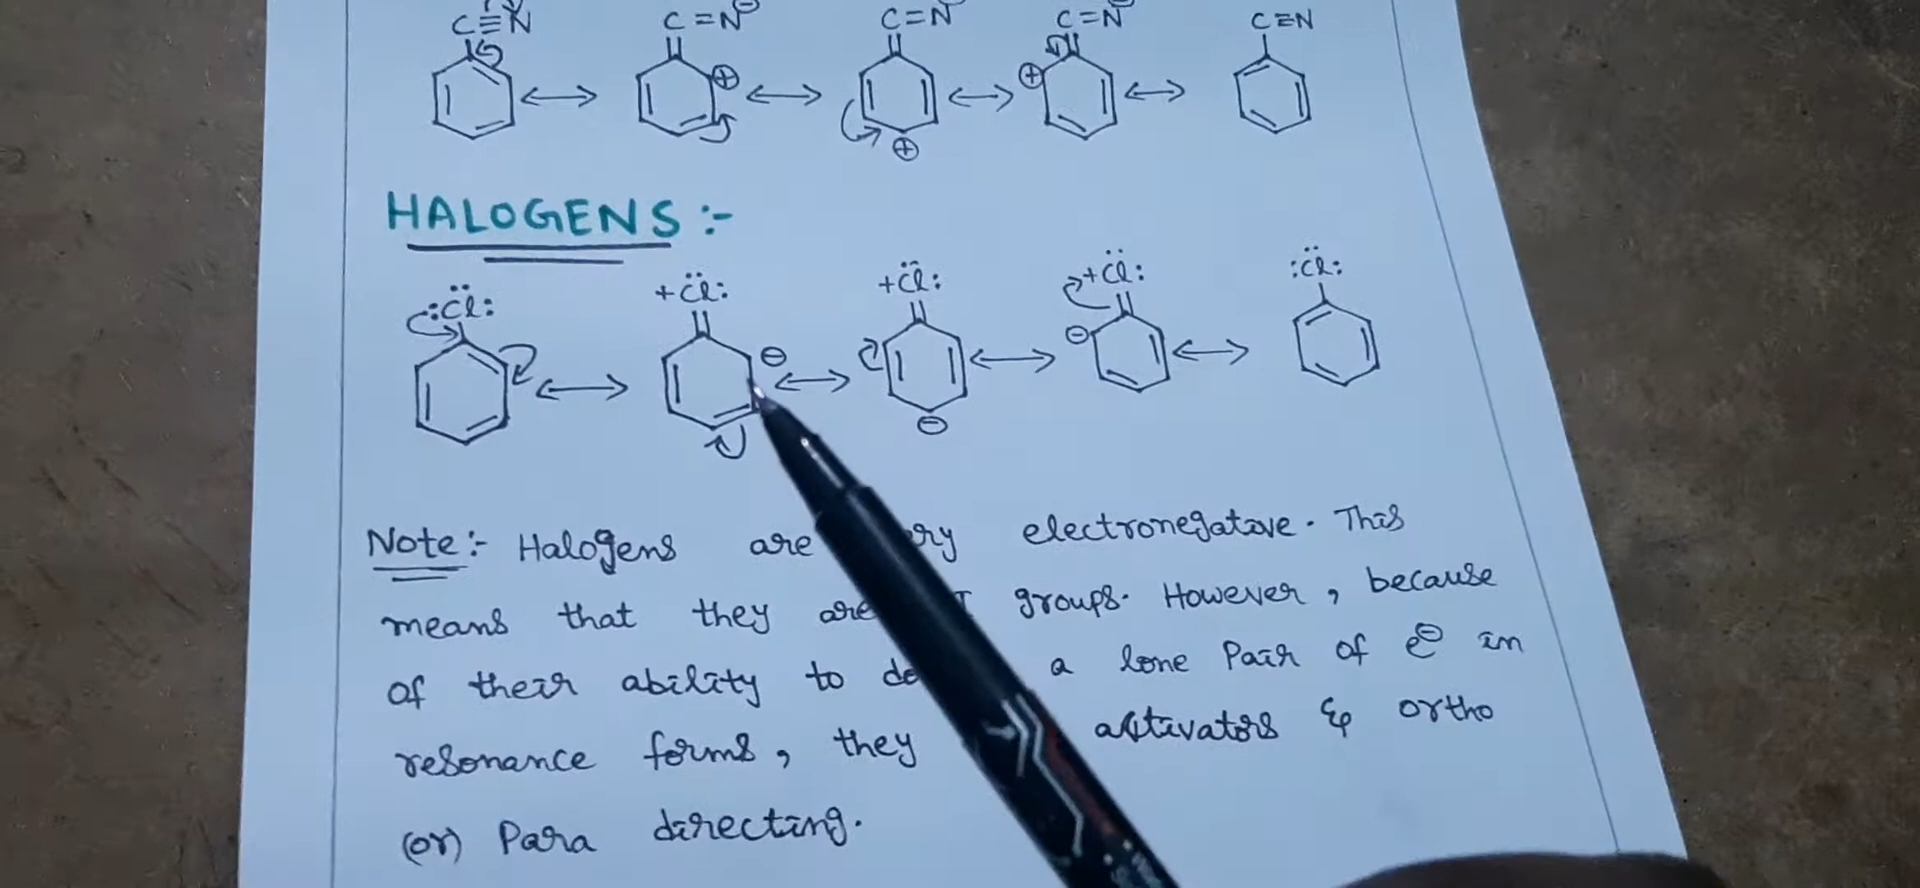 C≡N C=N⊖ C=N C=N C≡N
⊕ ⊕ ⊕
HALOGENS :-
:Cl: +Cl: +Cl: +Cl: :Cl:
⊖ ⊖ ⊖
Note:- Halogens are electronegative. This
means that they are groups. However, because
of their ability to a lone Pair of e⊖ in
resonance forms, they activators & ortho
(or) Para directing.